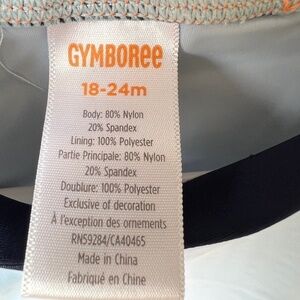 GYMBOREE
18-24m
Body: 80% Nylon
20% Spandex
Lining: 100% Polyester
Partie Principale: 80% Nylon
20% Spandex
Doublure: 100% Polyester
Exclusive of decoration
À l'exception des ornements
RN59284/CA40465
Made in China
Fabriqué en Chine